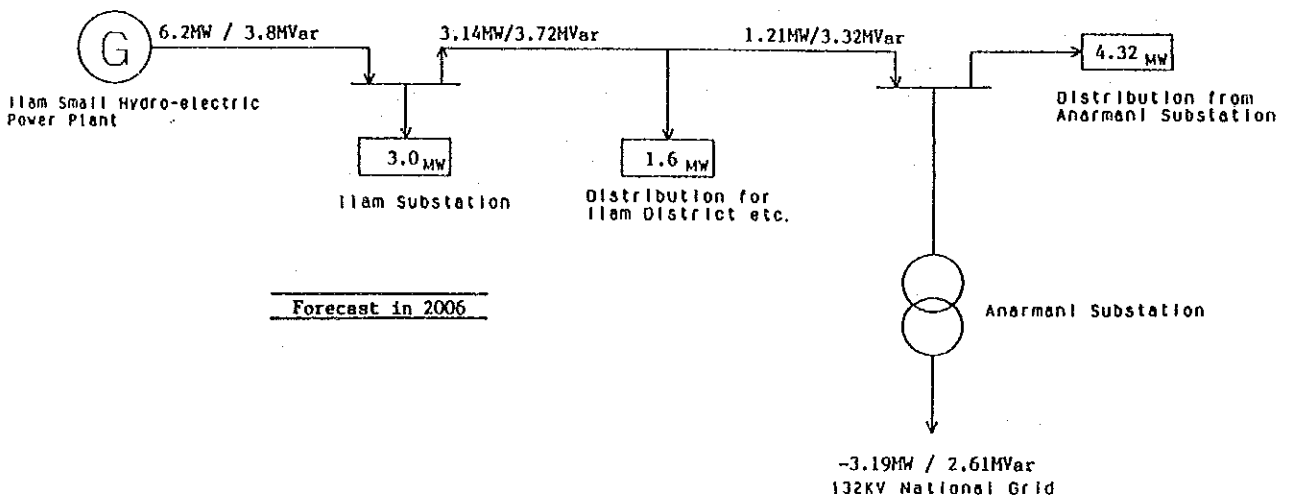 6.2MW / 3.8MVar
3.14MW/3.72MVar
1.21MW/3.32MVar
G
4.32 MW
Ilam Small Hydro-electric
Power Plant
Distribution from
Anarmani Substation
3.0 MW
1.6 MW
Ilam Substation
Distribution for
Ilam District etc.
Forecast in 2006
Anarmani Substation
-3.19MW / 2.61MVar
132KV National Grid